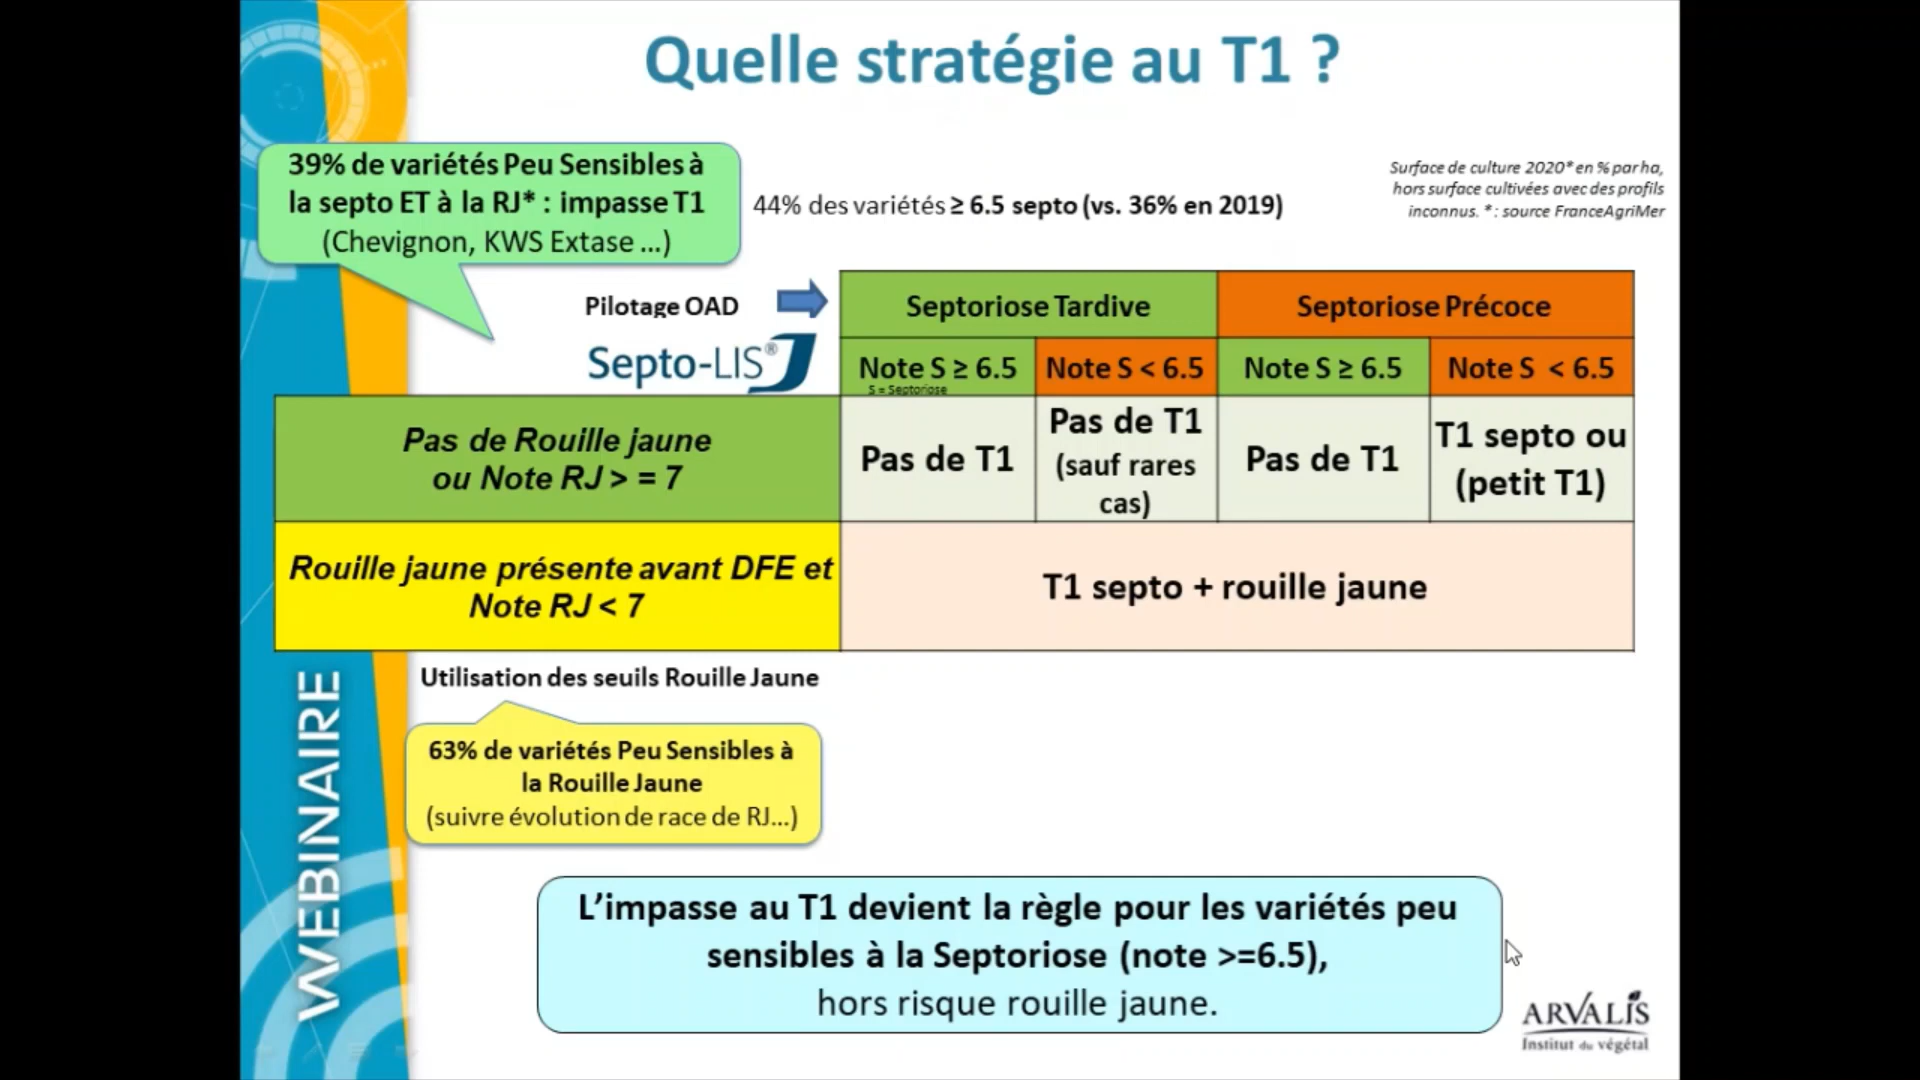 Quelle stratégie au T1 ?
39% de variétés Peu Sensibles à
la septo ET à la RJ* : impasse T1
(Chevignon, KWS Extase ...)
44% des variétés ≥ 6.5 septo (vs. 36% en 2019)
Surface de culture 2020* en % par ha,
hors surface cultivées avec des profils
inconnus. * : source FranceAgriMer
Pilotage OAD
Septo-LIS®
Septoriose Tardive
Septoriose Précoce
Note S ≥ 6.5
S = Septoriose
Note S < 6.5
Note S ≥ 6.5
Note S < 6.5
Pas de Rouille jaune
ou Note RJ > = 7
Pas de T1
Pas de T1
(sauf rares
cas)
Pas de T1
T1 septo ou
(petit T1)
Rouille jaune présente avant DFE et
Note RJ < 7
T1 septo + rouille jaune
Utilisation des seuils Rouille Jaune
63% de variétés Peu Sensibles à
la Rouille Jaune
(suivre évolution de race de RJ...)
L'impasse au T1 devient la règle pour les variétés peu
sensibles à la Septoriose (note >=6.5),
hors risque rouille jaune.
WEBINAIRE
ARVALIS
Institut du végétal